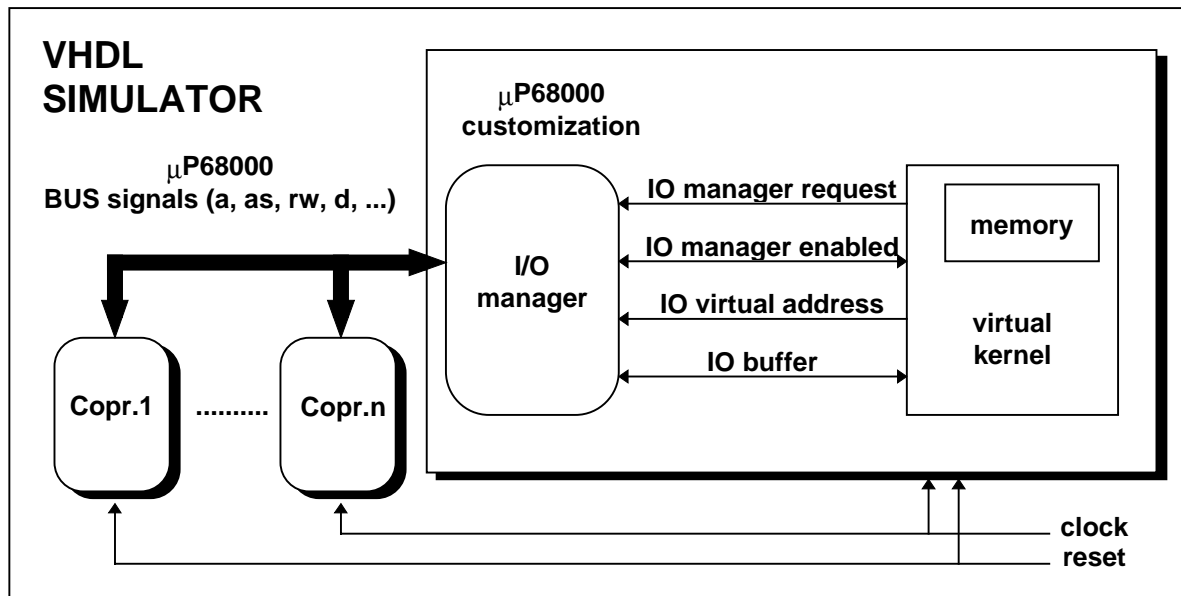 VHDL
SIMULATOR
μP68000
BUS signals (a, as, rw, d, ...)
μP68000
customization
I/O
manager
IO manager request
IO manager enabled
IO virtual address
IO buffer
memory
virtual
kernel
Copr.1
..........
Copr.n
clock
reset